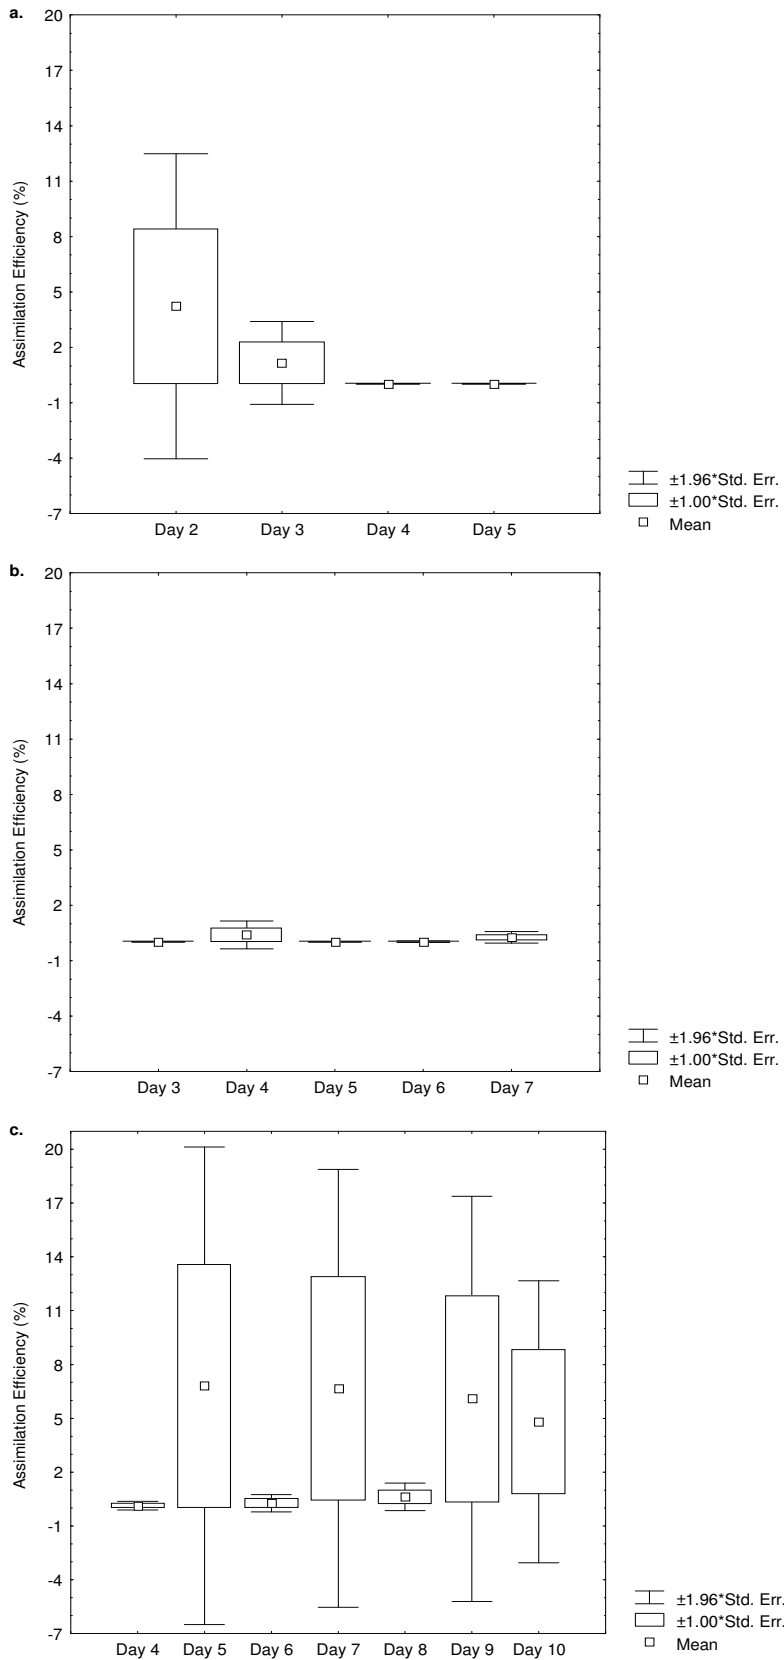 a.
20
17
14
11
8
5
2
-1
-4
-7
Assimilation Efficiency (%)
Day 2 Day 3 Day 4 Day 5
±1.96*Std. Err.
±1.00*Std. Err.
Mean
b.
20
17
14
11
8
5
2
-1
-4
-7
Assimilation Efficiency (%)
Day 3 Day 4 Day 5 Day 6 Day 7
±1.96*Std. Err.
±1.00*Std. Err.
Mean
c.
20
17
14
11
8
5
2
-1
-4
-7
Assimilation Efficiency (%)
Day 4 Day 5 Day 6 Day 7 Day 8 Day 9 Day 10
±1.96*Std. Err.
±1.00*Std. Err.
Mean